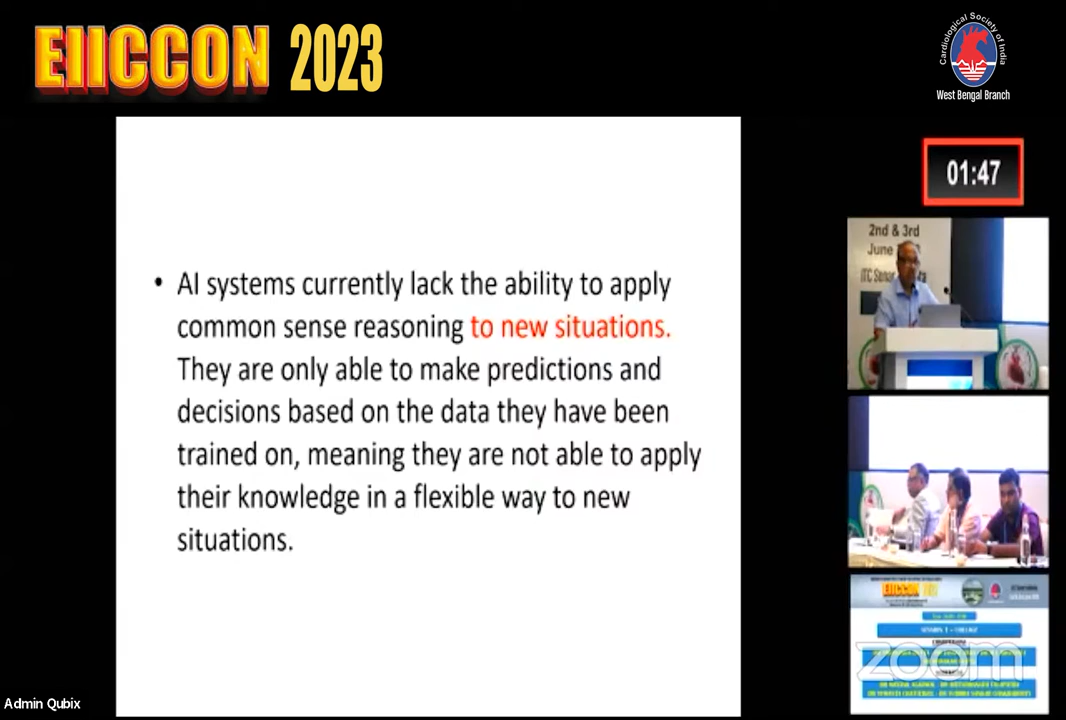 EIICCON 2023
Cardiological Society of India
West Bengal Branch
01:47
• AI systems currently lack the ability to apply
common sense reasoning to new situations.
They are only able to make predictions and
decisions based on the data they have been
trained on, meaning they are not able to apply
their knowledge in a flexible way to new
situations.
2nd & 3rd
June
ITC
EIICCON
zoom
Admin Qubix